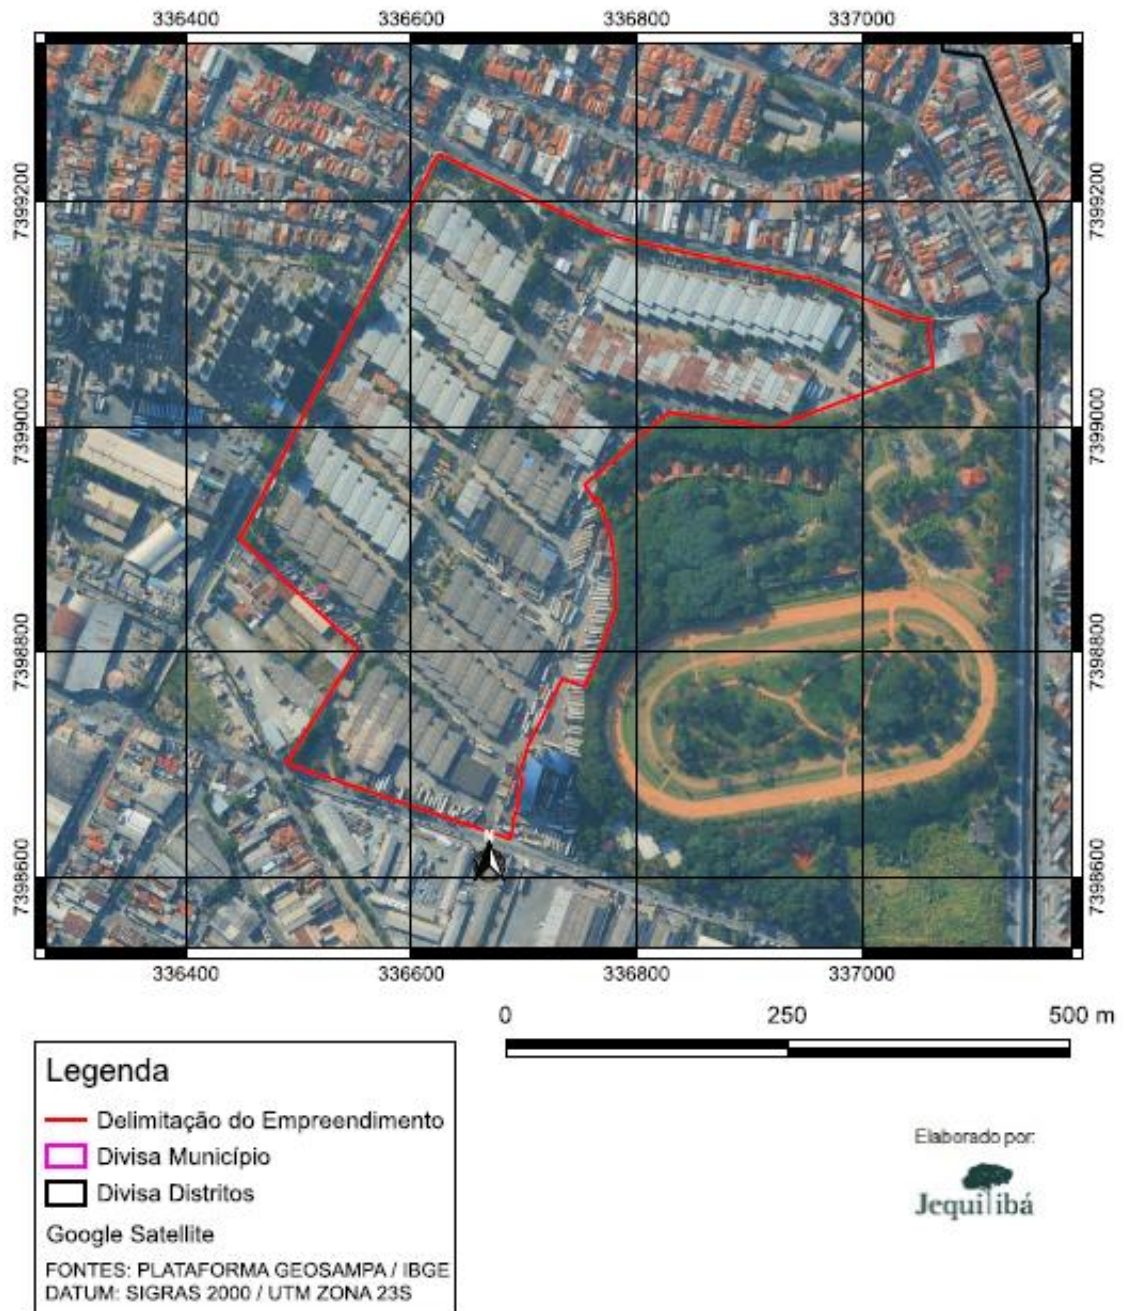 336400 336600 336800 337000
7399200 7399200
7399000 7399000
7398800 7398800
N
7398600 7398600
336400 336600 336800 337000
0 250 500 m
Legenda
Delimitação do Empreendimento
Divisa Município
Divisa Distritos
Google Satellite
FONTES: PLATAFORMA GEOSAMPA / IBGE
DATUM: SIGRAS 2000 / UTM ZONA 23S
Elaborado por:
Jequitibá